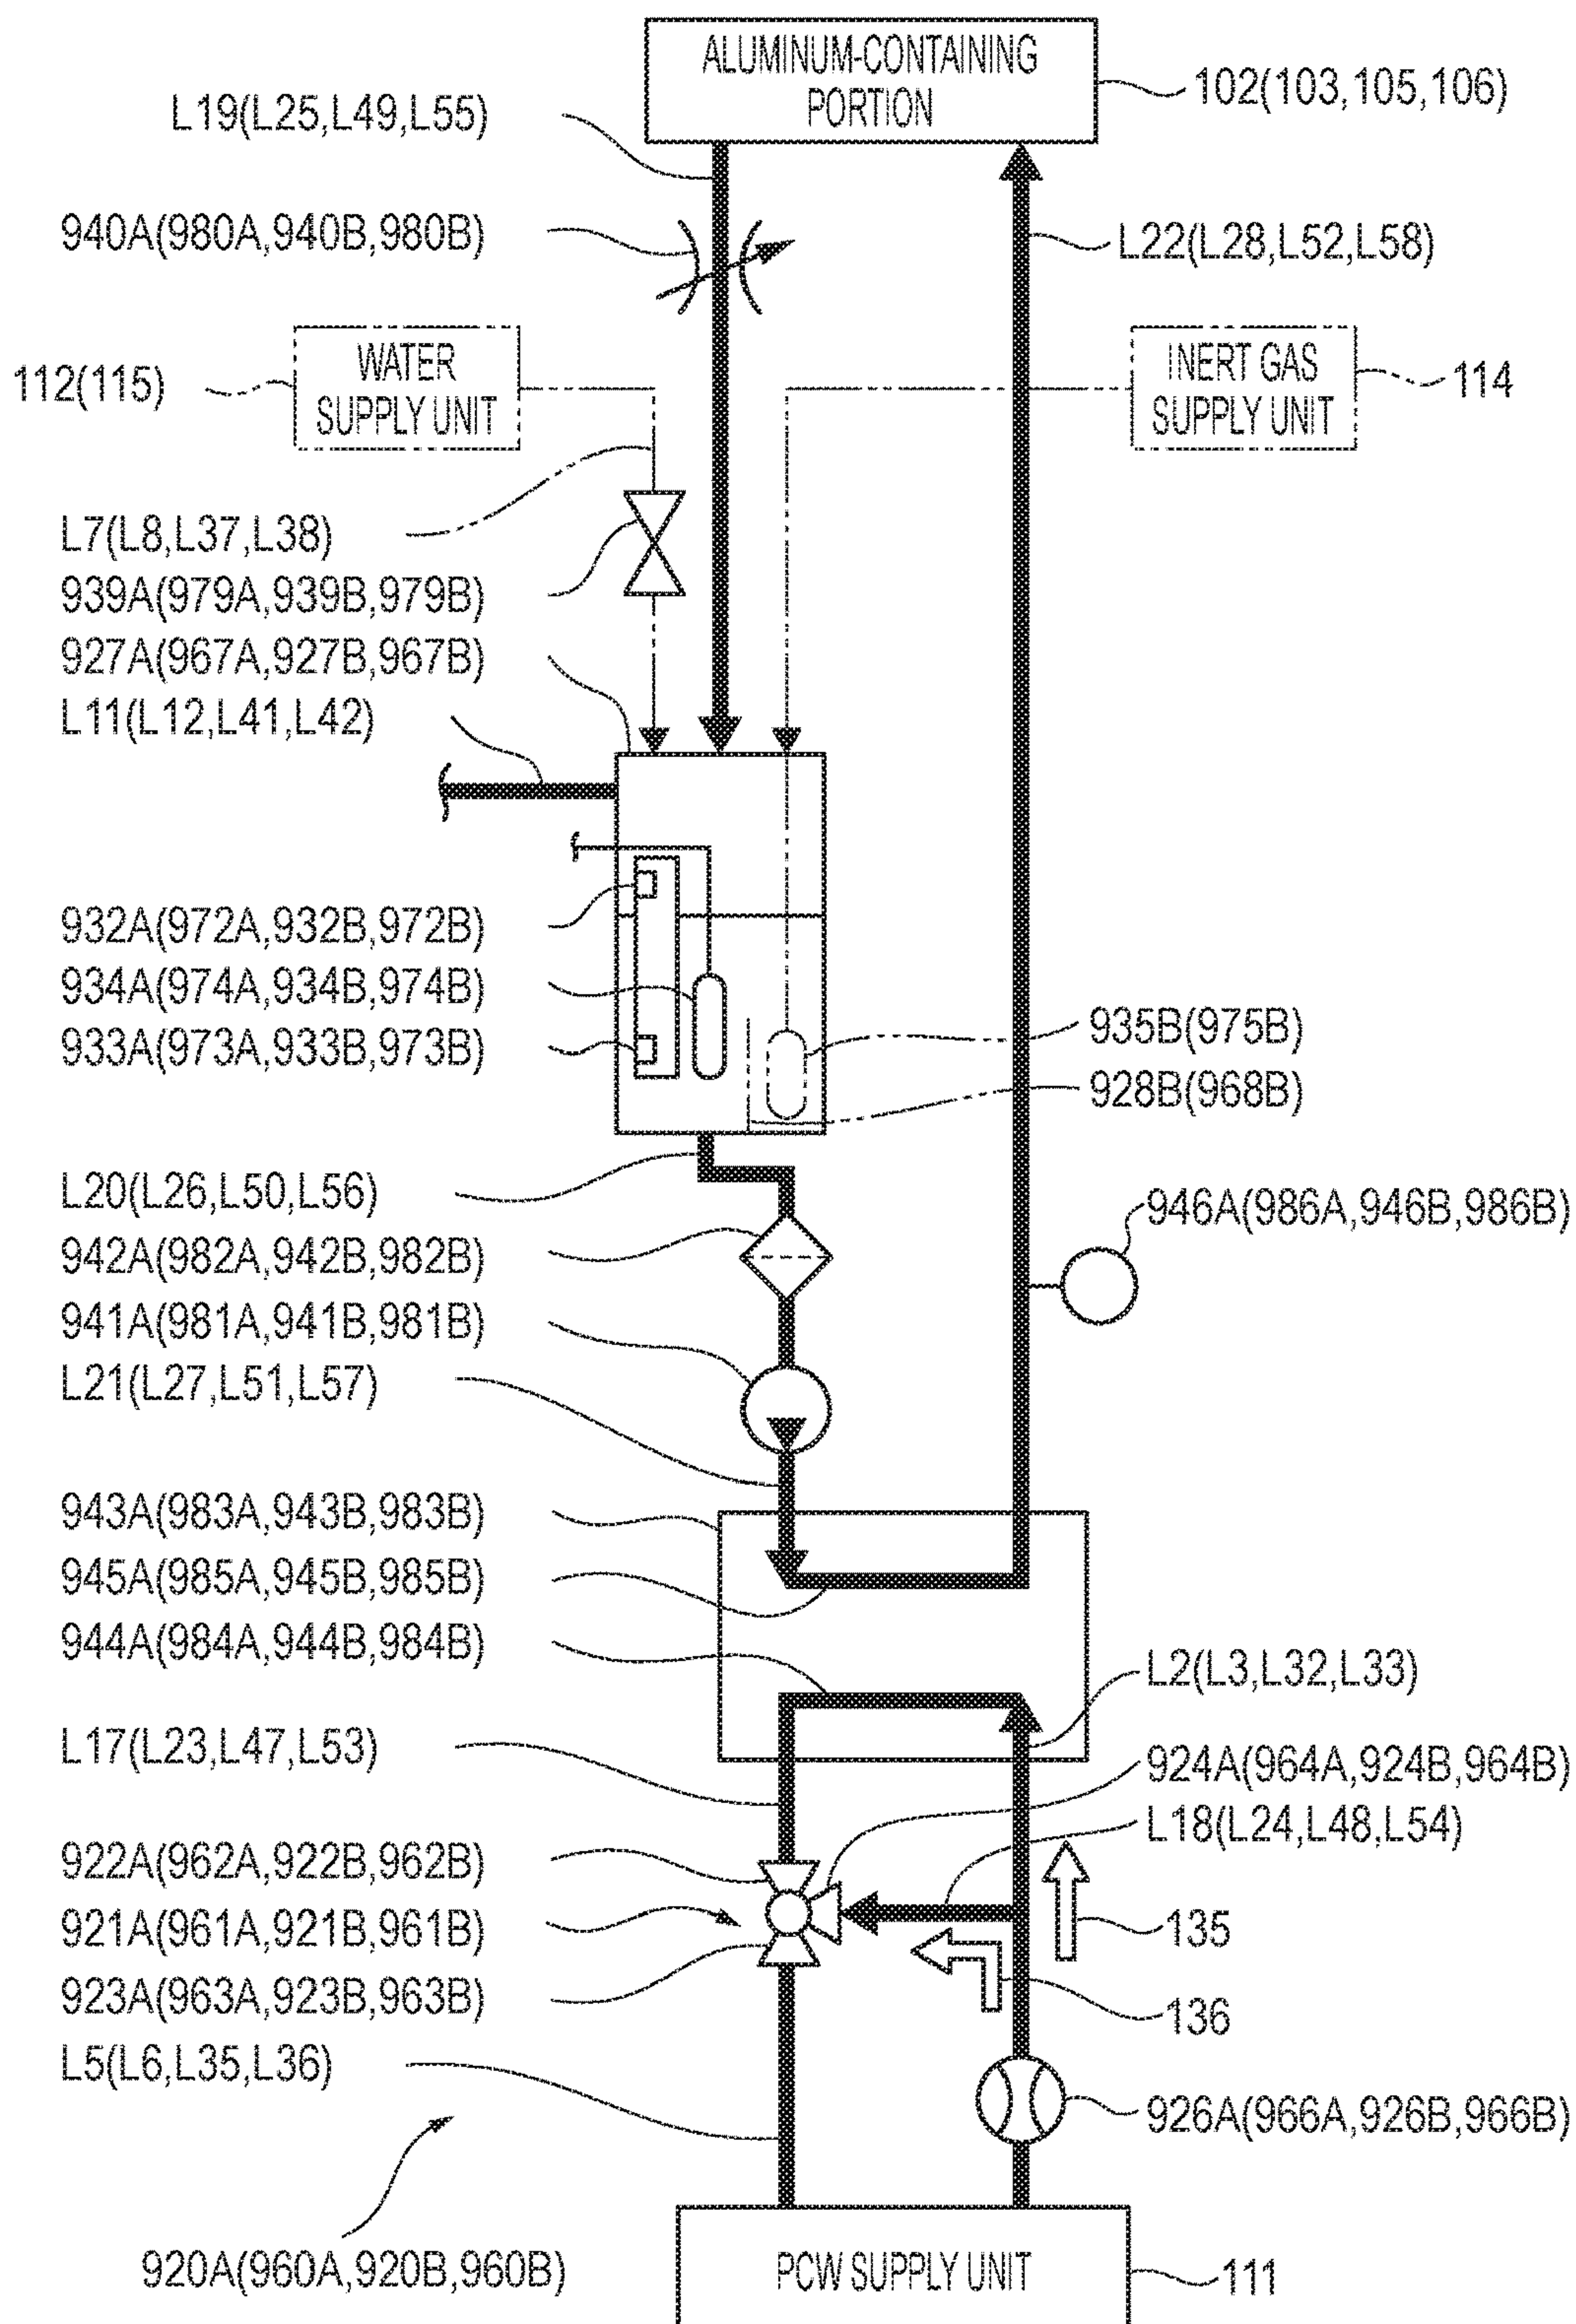 ALUMINUM-CONTAINING
PORTION
102(103,105,106)
L19(L25,L49,L55)
940A(980A,940B,980B)
L22(L28,L52,L58)
WATER
SUPPLY UNIT
112(115)
INERT GAS
SUPPLY UNIT
114
L7(L8,L37,L38)
939A(979A,939B,979B)
927A(967A,927B,967B)
L11(L12,L41,L42)
932A(972A,932B,972B)
934A(974A,934B,974B)
933A(973A,933B,973B)
935B(975B)
928B(968B)
L20(L26,L50,L56)
946A(986A,946B,986B)
942A(982A,942B,982B)
941A(981A,941B,981B)
L21(L27,L51,L57)
943A(983A,943B,983B)
945A(985A,945B,985B)
944A(984A,944B,984B)
L2(L3,L32,L33)
L17(L23,L47,L53)
924A(964A,924B,964B)
L18(L24,L48,L54)
922A(962A,922B,962B)
921A(961A,921B,961B)
135
923A(963A,923B,963B)
136
L5(L6,L35,L36)
926A(966A,926B,966B)
920A(960A,920B,960B)
PCW SUPPLY UNIT
111